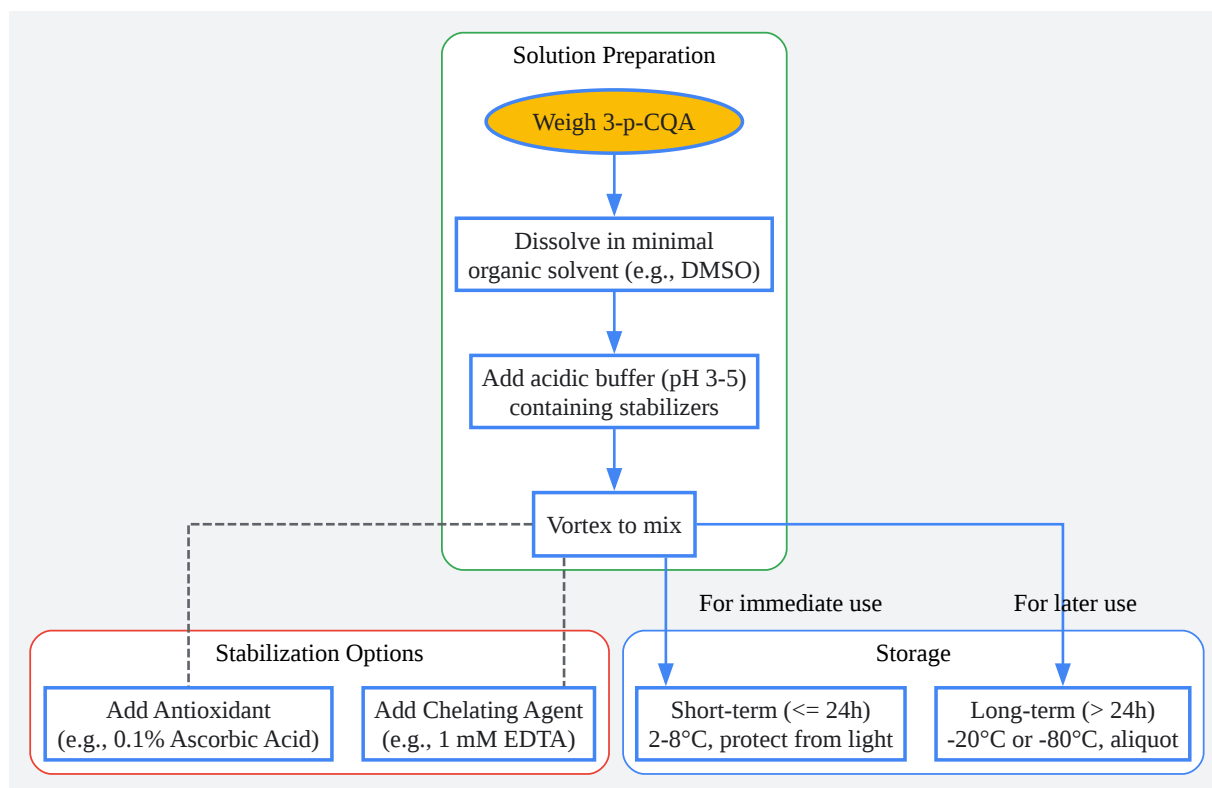 Solution Preparation
Weigh 3-p-CQA
Dissolve in minimal
organic solvent (e.g., DMSO)
Add acidic buffer (pH 3-5)
containing stabilizers
Vortex to mix
For immediate use
For later use
Stabilization Options
Add Antioxidant
(e.g., 0.1% Ascorbic Acid)
Add Chelating Agent
(e.g., 1 mM EDTA)
Storage
Short-term (<= 24h)
2-8°C, protect from light
Long-term (> 24h)
-20°C or -80°C, aliquot